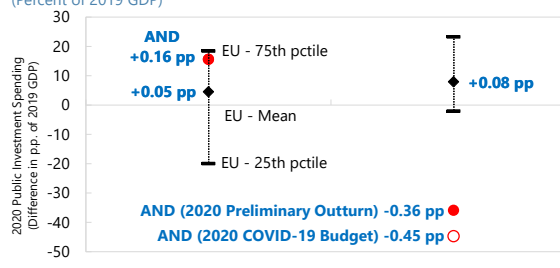 (Percent of 2019 GDP)
2020 Public Investment Spending
(Difference in p.p. of 2019 GDP)
30
20
10
0
-10
-20
-30
-40
-50
AND
+0.16 pp
EU - 75th pctile
+0.05 pp
EU - Mean
EU - 25th pctile
+0.08 pp
AND (2020 Preliminary Outturn) -0.36 pp
AND (2020 COVID-19 Budget) -0.45 pp